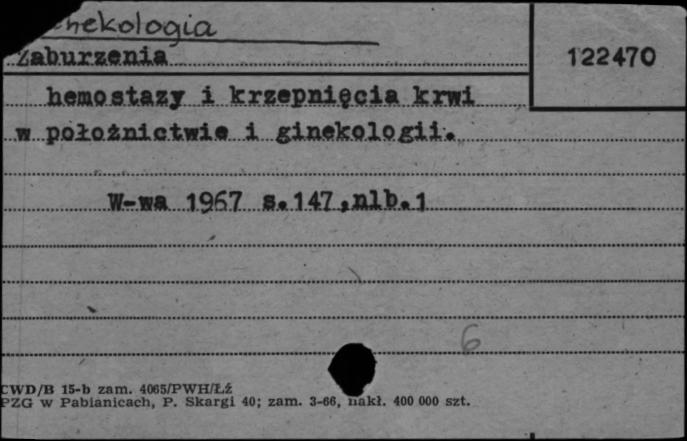 nekologia
Zaburzenia
122470
hemostazy i krzepnięcia krwi
w położnictwie i ginekologii.
W-wa 1967 s.147,nlb.1
6
CWD/B 15-b zam. 4065/PWH/Łź
PZG w Pabianicach, P. Skargi 40; zam. 3-66, nakł. 400 000 szt.